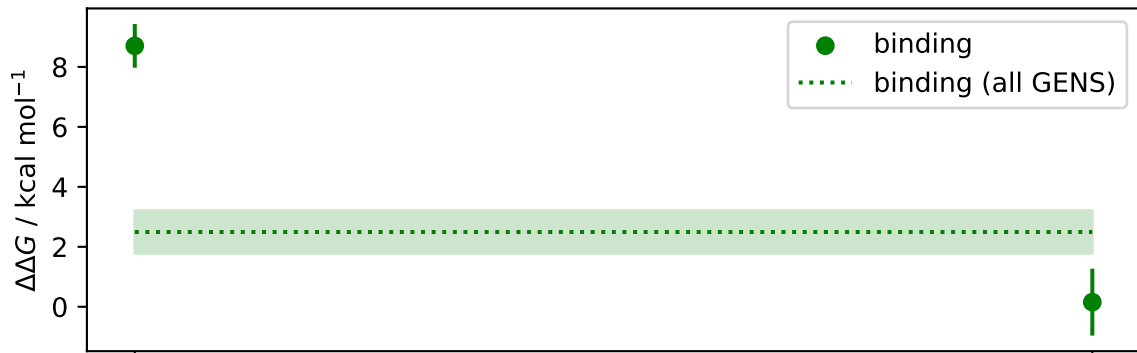 ΔΔG / kcal mol⁻¹
8
6
4
2
0
binding
binding (all GENS)